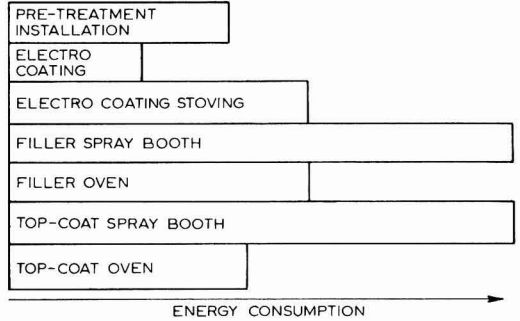 PRE-TREATMENT
INSTALLATION
ELECTRO
COATING
ELECTRO COATING STOVING
FILLER SPRAY BOOTH
FILLER OVEN
TOP-COAT SPRAY BOOTH
TOP-COAT OVEN
ENERGY CONSUMPTION